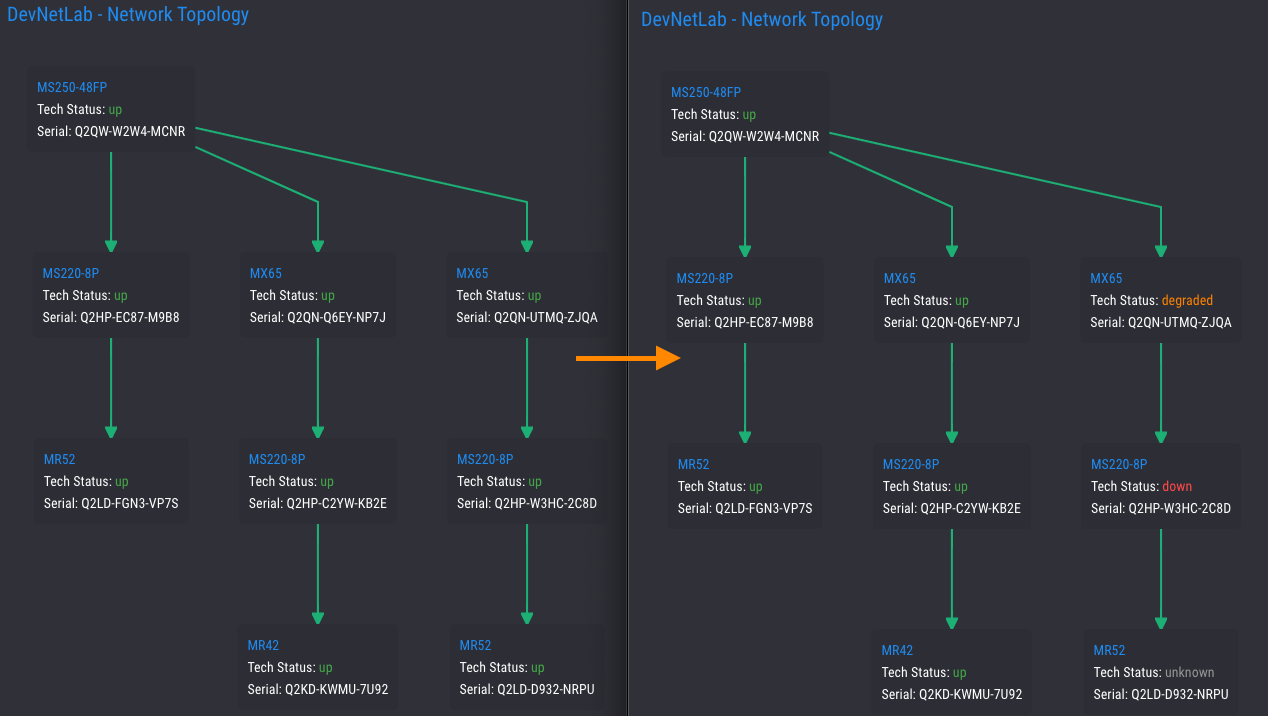 DevNetLab - Network Topology
MS250-48FP
Tech Status: up
Serial: Q2QW-W2W4-MCNR
MS220-8P
Tech Status: up
Serial: Q2HP-EC87-M9B8
MX65
Tech Status: up
Serial: Q2QN-Q6EY-NP7J
MX65
Tech Status: up
Serial: Q2QN-UTMQ-ZJQA
MR52
Tech Status: up
Serial: Q2LD-FGN3-VP7S
MS220-8P
Tech Status: up
Serial: Q2HP-C2YW-KB2E
MS220-8P
Tech Status: up
Serial: Q2HP-W3HC-2C8D
MR42
Tech Status: up
Serial: Q2KD-KWMU-7U92
MR52
Tech Status: up
Serial: Q2LD-D932-NRPU
DevNetLab - Network Topology
MS250-48FP
Tech Status: up
Serial: Q2QW-W2W4-MCNR
MS220-8P
Tech Status: up
Serial: Q2HP-EC87-M9B8
MX65
Tech Status: up
Serial: Q2QN-Q6EY-NP7J
MX65
Tech Status: degraded
Serial: Q2QN-UTMQ-ZJQA
MR52
Tech Status: up
Serial: Q2LD-FGN3-VP7S
MS220-8P
Tech Status: up
Serial: Q2HP-C2YW-KB2E
MS220-8P
Tech Status: down
Serial: Q2HP-W3HC-2C8D
MR42
Tech Status: up
Serial: Q2KD-KWMU-7U92
MR52
Tech Status: unknown
Serial: Q2LD-D932-NRPU